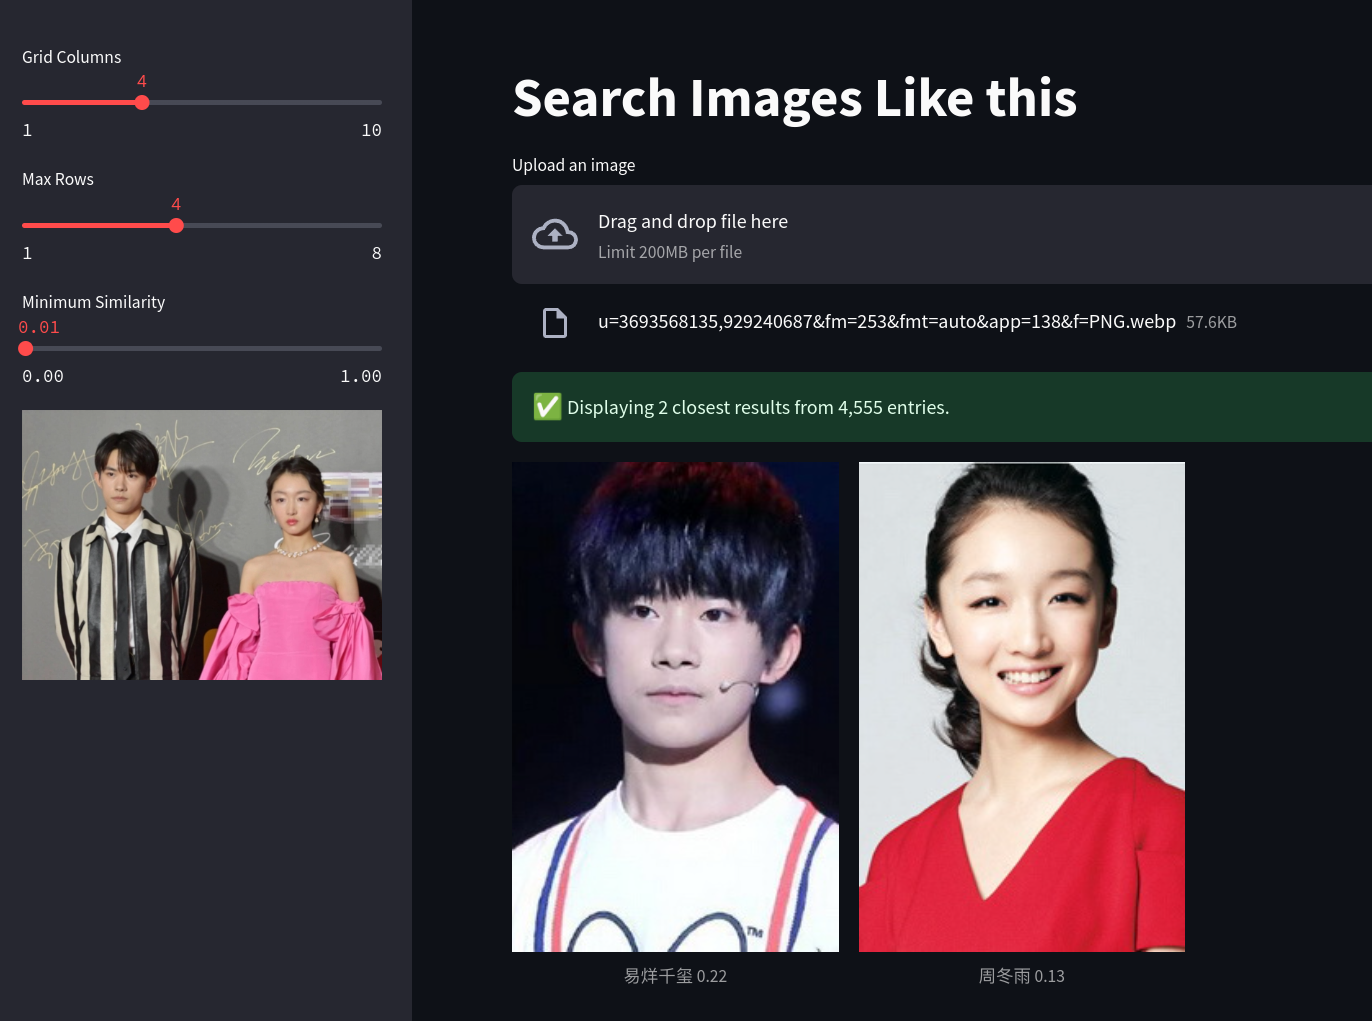 Grid Columns
4
1 10
Max Rows
4
1 8
Minimum Similarity
0.01
0.00 1.00
Search Images Like this
Upload an image
Drag and drop file here
Limit 200MB per file
u=3693568135,929240687&fm=253&fmt=auto&app=138&f=PNG.webp 57.6KB
✅ Displaying 2 closest results from 4,555 entries.
TM
易烊千玺 0.22
周冬雨 0.13